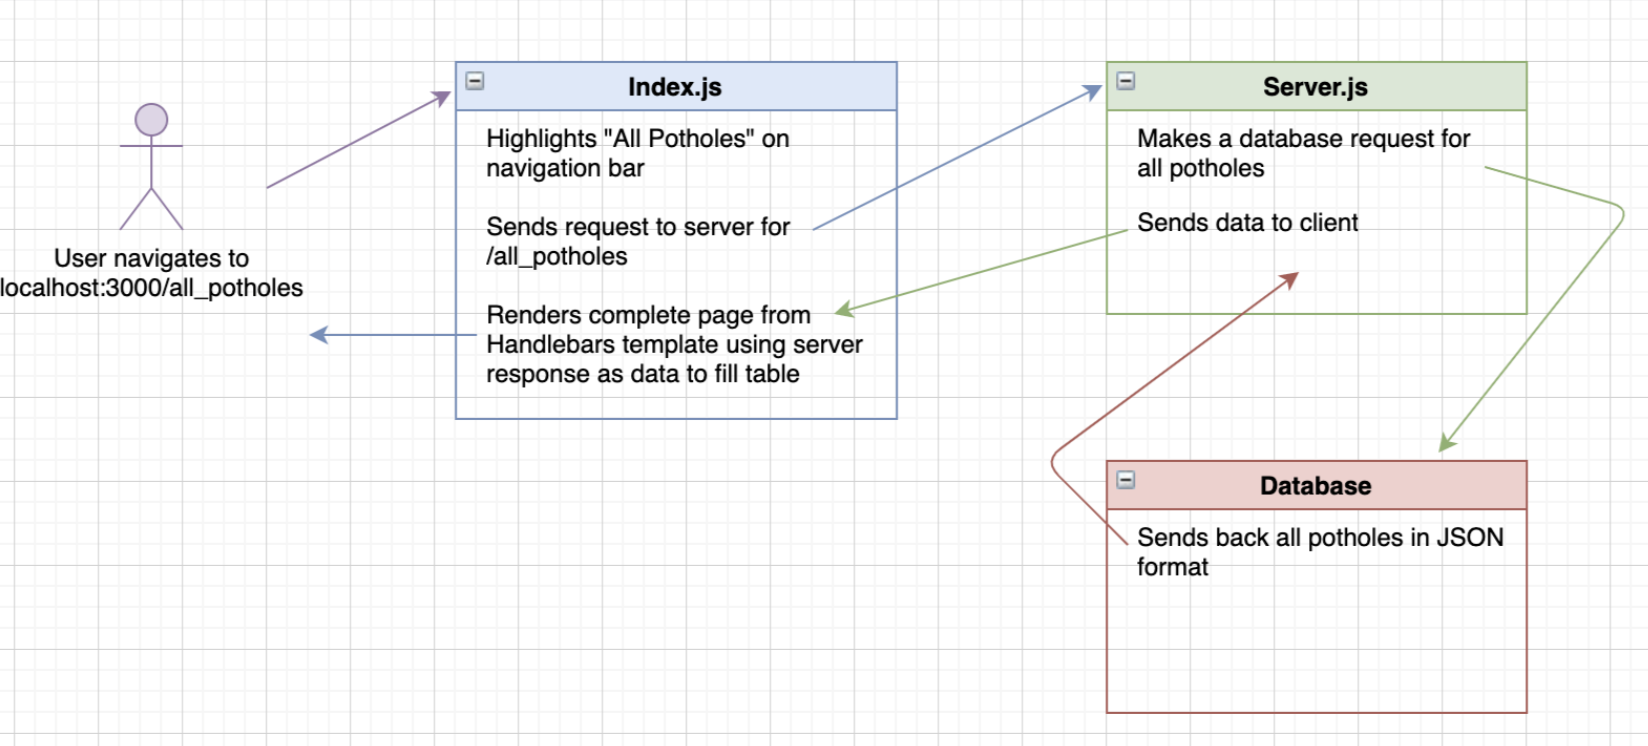 User navigates to
localhost:3000/all_potholes
Index.js
Highlights "All Potholes" on
navigation bar
Sends request to server for
/all_potholes
Renders complete page from
Handlebars template using server
response as data to fill table
Server.js
Makes a database request for
all potholes
Sends data to client
Database
Sends back all potholes in JSON
format